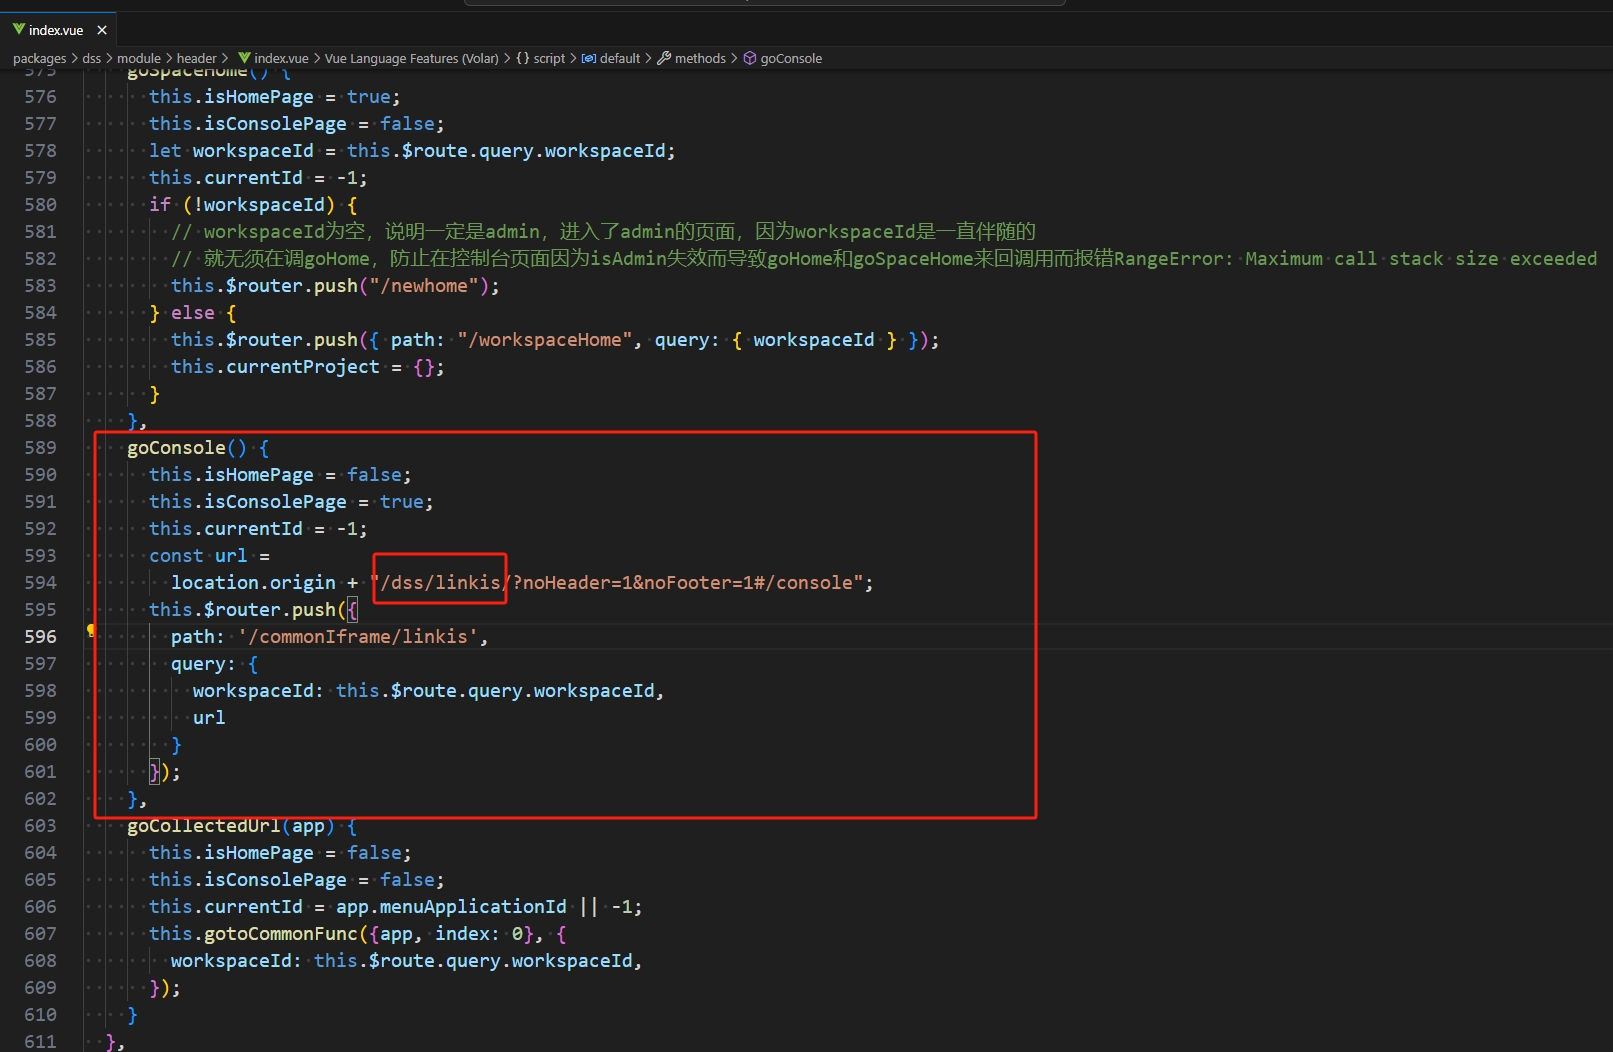 index.vue ×
packages > dss > module > header > index.vue > Vue Language Features (Volar) > {} script > default > methods > goConsole
575 goSpaceHome() {
576 this.isHomePage = true;
577 this.isConsolePage = false;
578 let workspaceId = this.$route.query.workspaceId;
579 this.currentId = -1;
580 if (!workspaceId) {
581 // workspaceId为空，说明一定是admin，进入了admin的页面，因为workspaceId是一直伴随的
582 // 就无须在调goHome，防止在控制台页面因为isAdmin失效而导致goHome和goSpaceHome来回调用而报错RangeError: Maximum call stack size exceeded
583 this.$router.push("/newhome");
584 } else {
585 this.$router.push({ path: "/workspaceHome", query: { workspaceId } });
586 this.currentProject = {};
587 }
588 },
589 goConsole() {
590 this.isHomePage = false;
591 this.isConsolePage = true;
592 this.currentId = -1;
593 const url =
594 location.origin + "/dss/linkis/?noHeader=1&noFooter=1#/console";
595 this.$router.push({
596 path: '/commonIframe/linkis',
597 query: {
598 workspaceId: this.$route.query.workspaceId,
599 url
600 }
601 });
602 },
603 goCollectedUrl(app) {
604 this.isHomePage = false;
605 this.isConsolePage = false;
606 this.currentId = app.menuApplicationId || -1;
607 this.gotoCommonFunc({app, index: 0}, {
608 workspaceId: this.$route.query.workspaceId,
609 });
610 }
611 },